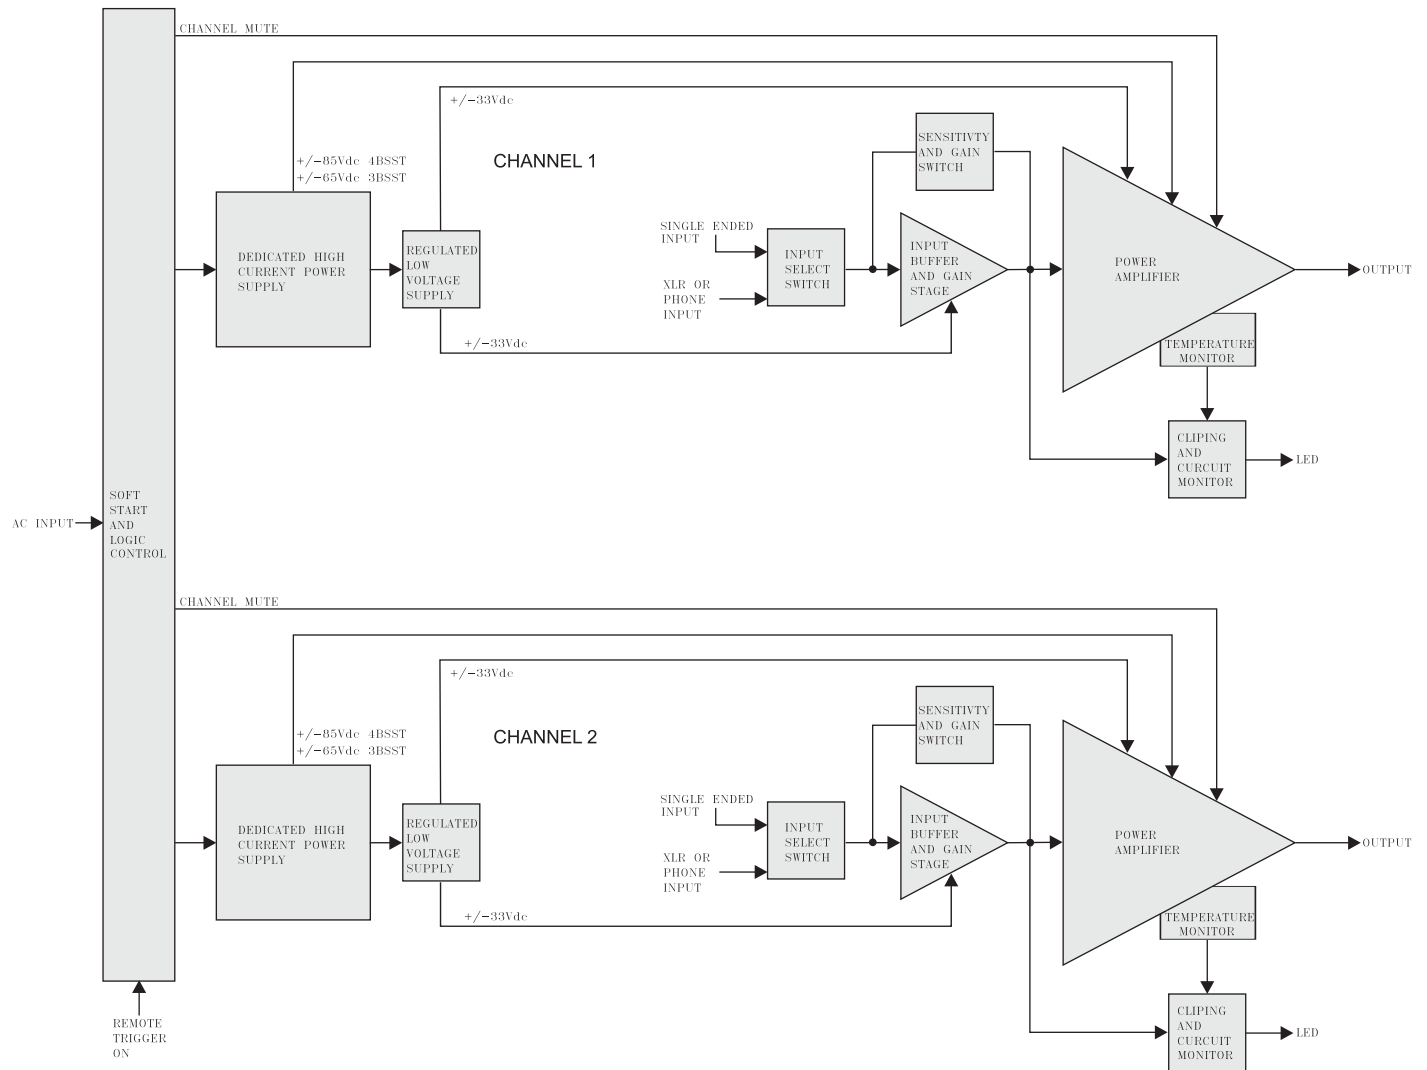 CHANNEL MUTE
+/−33Vdc
+/−85Vdc 4BSST
+/−65Vdc 3BSST
CHANNEL 1
SENSITIVTY
AND GAIN
SWITCH
DEDICATED HIGH
CURRENT POWER
SUPPLY
REGULATED
LOW
VOLTAGE
SUPPLY
SINGLE ENDED
INPUT
XLR OR
PHONE
INPUT
INPUT
SELECT
SWITCH
INPUT
BUFFER
AND GAIN
STAGE
POWER
AMPLIFIER
OUTPUT
+/−33Vdc
TEMPERATURE
MONITOR
CLIPING
AND
CURCUIT
MONITOR
LED
AC INPUT
SOFT
START
AND
LOGIC
CONTROL
CHANNEL MUTE
+/−33Vdc
+/−85Vdc 4BSST
+/−65Vdc 3BSST
CHANNEL 2
SENSITIVTY
AND GAIN
SWITCH
DEDICATED HIGH
CURRENT POWER
SUPPLY
REGULATED
LOW
VOLTAGE
SUPPLY
SINGLE ENDED
INPUT
XLR OR
PHONE
INPUT
INPUT
SELECT
SWITCH
INPUT
BUFFER
AND GAIN
STAGE
POWER
AMPLIFIER
OUTPUT
+/−33Vdc
TEMPERATURE
MONITOR
CLIPING
AND
CURCUIT
MONITOR
LED
REMOTE
TRIGGER
ON